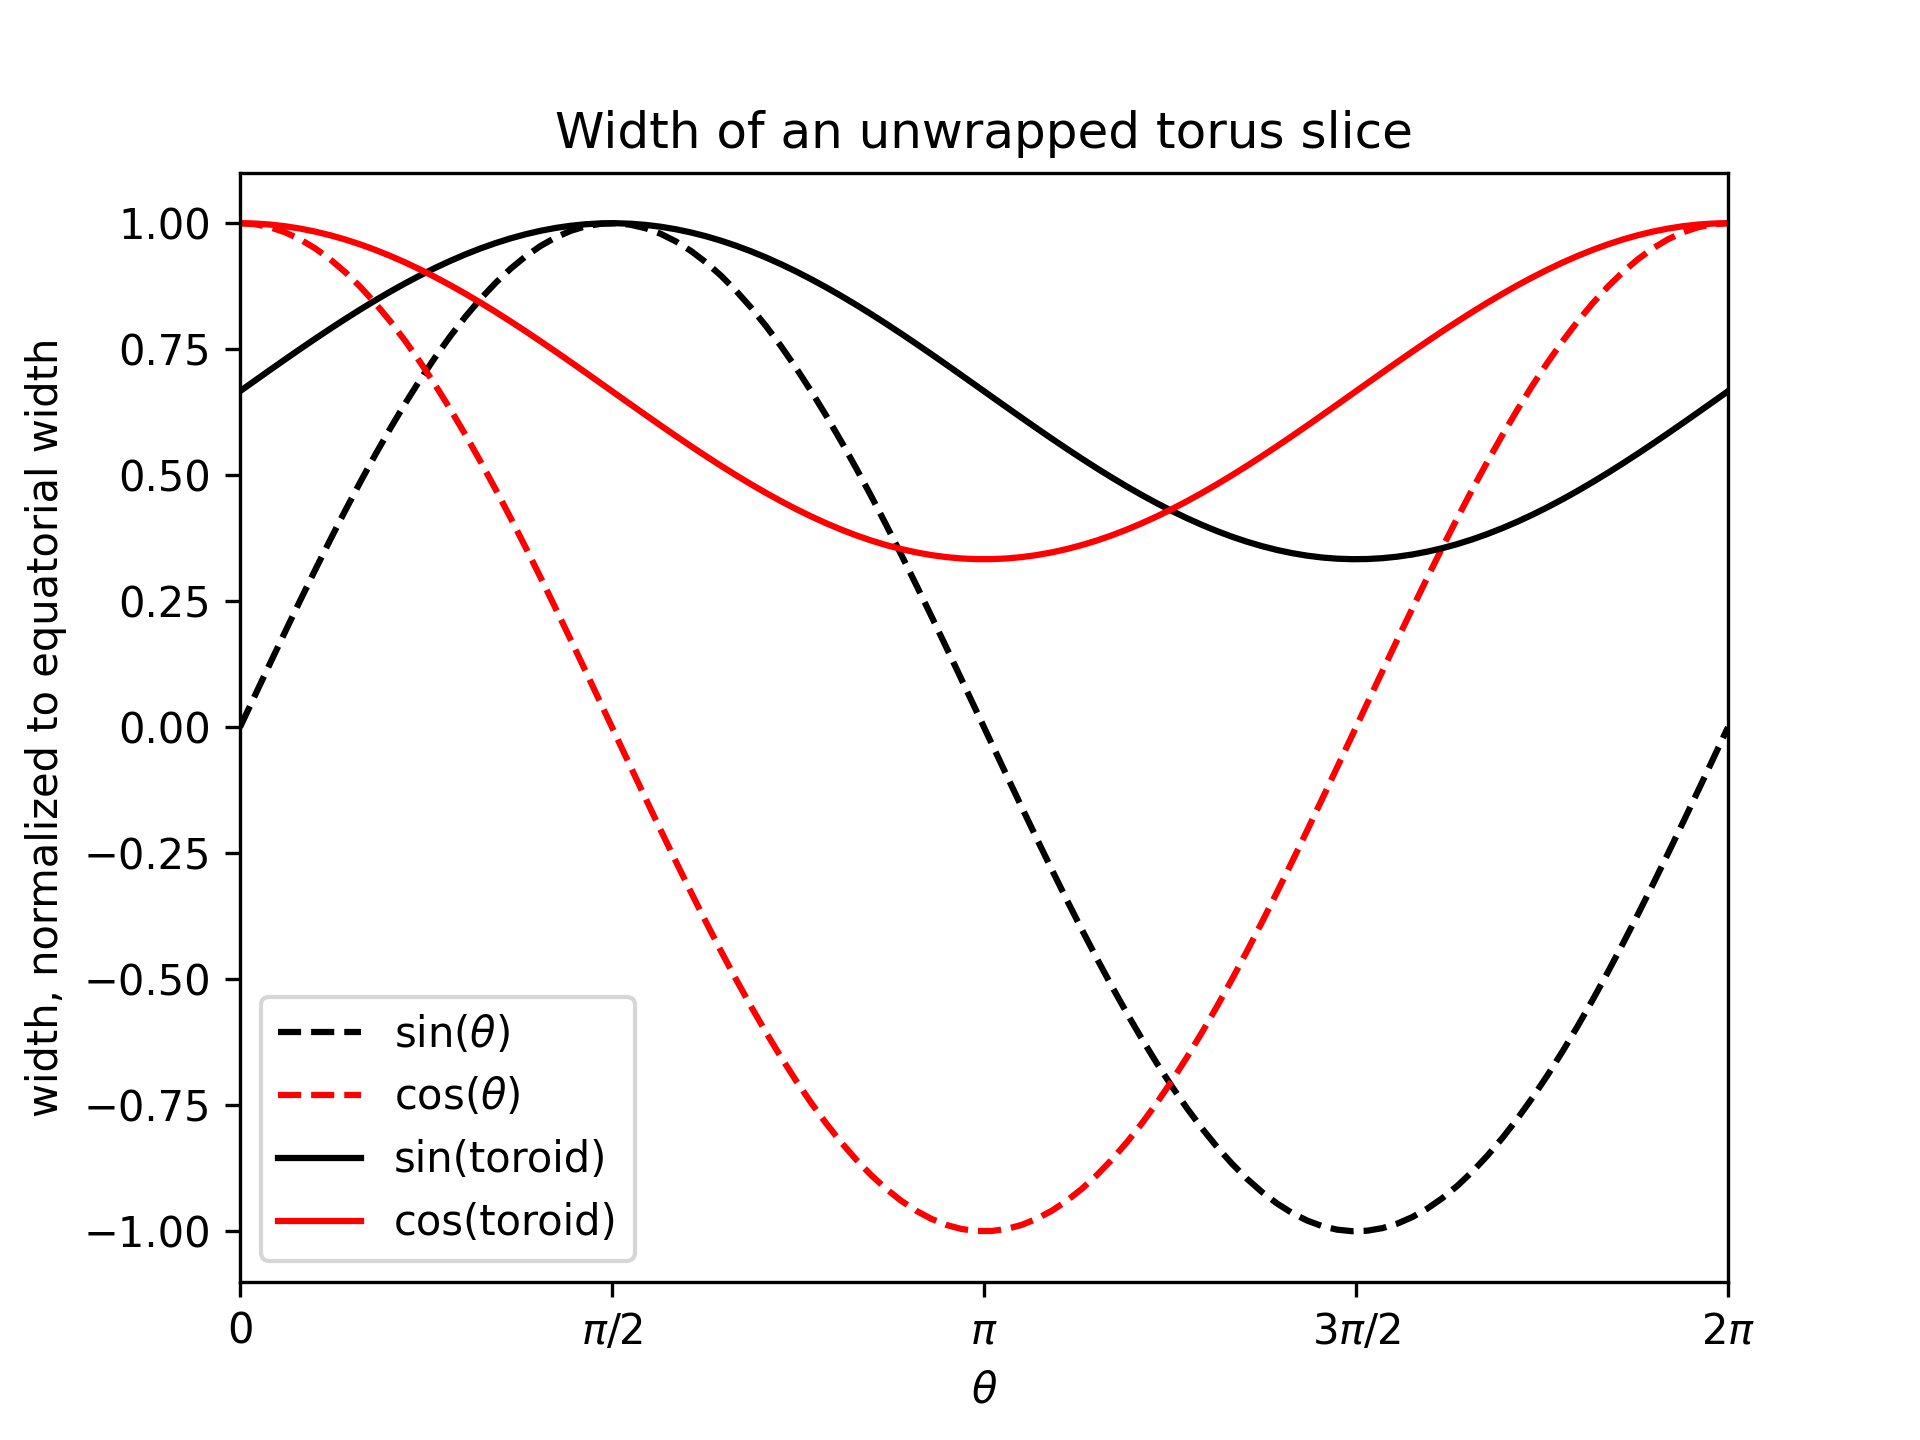 Width of an unwrapped torus slice
width, normalized to equatorial width
1.00
0.75
0.50
0.25
0.00
−0.25
−0.50
−0.75
−1.00
sin(θ)
cos(θ)
sin(toroid)
cos(toroid)
0 π/2 π 3π/2 2π
θ